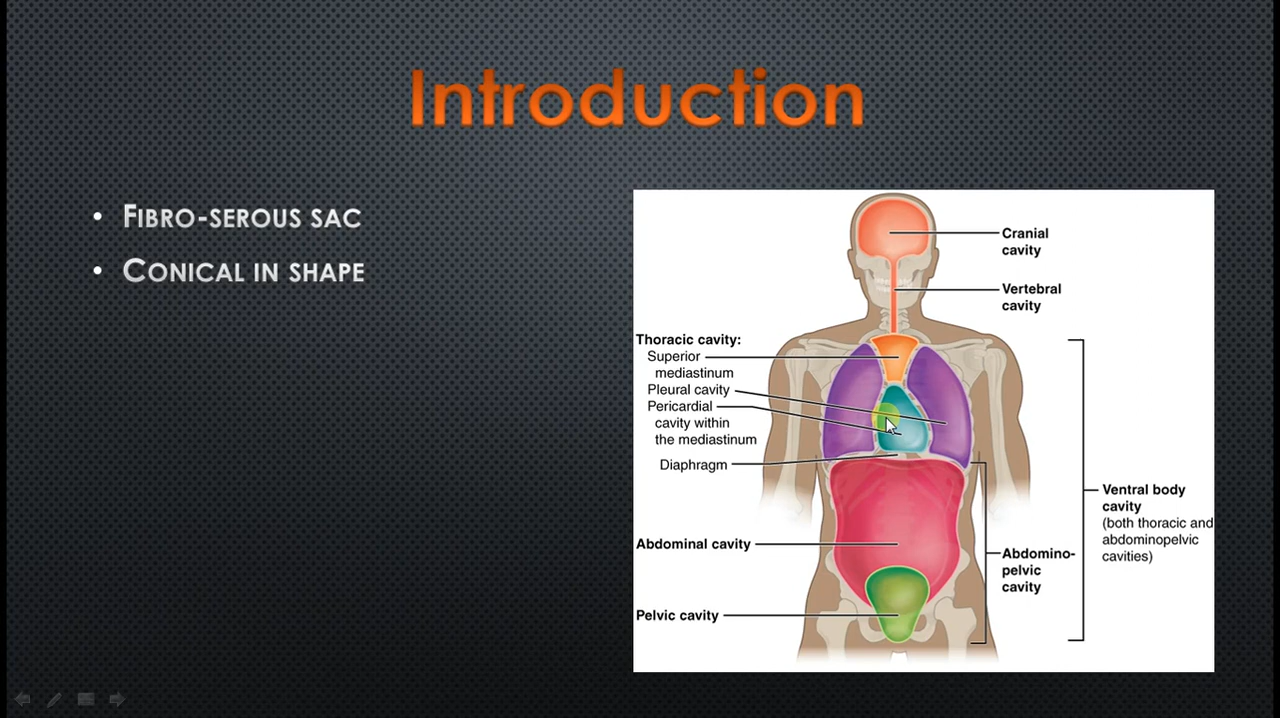 Introduction
• Fibro-serous sac
• Conical in shape
Cranial
cavity
Vertebral
cavity
Thoracic cavity:
Superior
mediastinum
Pleural cavity
Pericardial
cavity within
the mediastinum
Diaphragm
Abdominal cavity
Pelvic cavity
Abdomino-
pelvic
cavity
Ventral body
cavity
(both thoracic and
abdominopelvic
cavities)